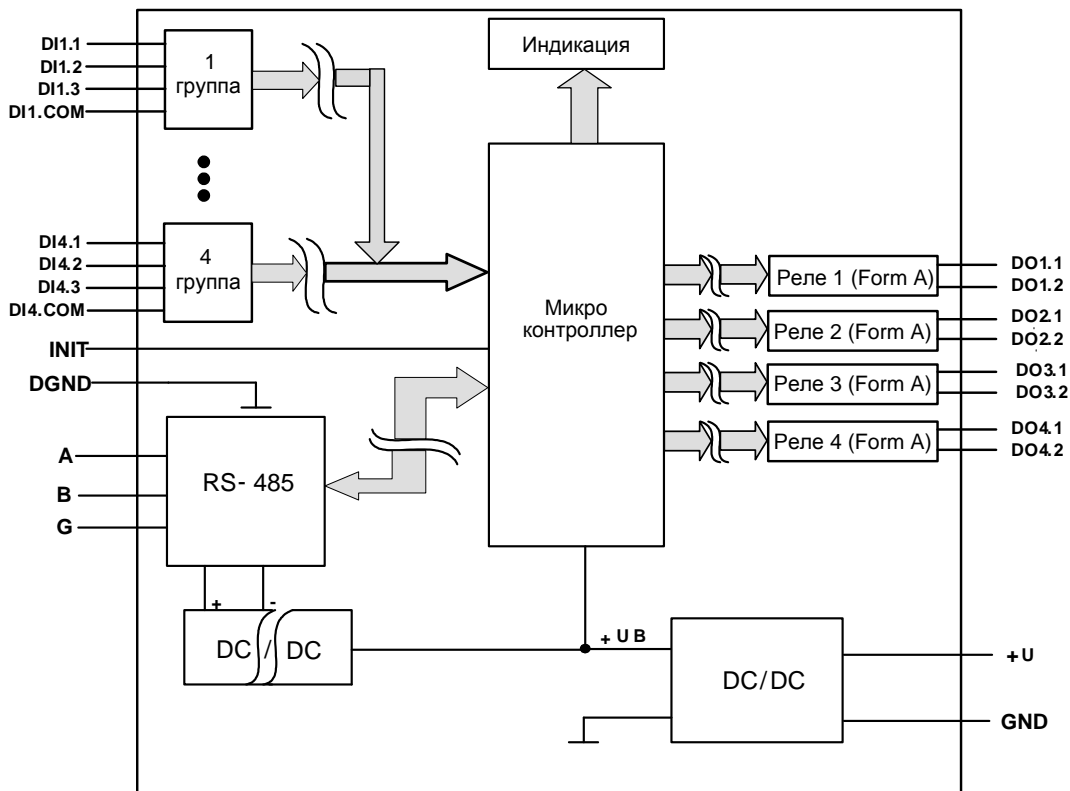 DI1.1
DI1.2
DI1.3
DI1.COM
1
группа
Индикация
DI4.1
DI4.2
DI4.3
DI4.COM
4
группа
INIT
DGND
Микро
контроллер
Реле 1 (Form A)
DO1.1
DO1.2
Реле 2 (Form A)
DO2.1
DO2.2
Реле 3 (Form A)
DO3.1
DO3.2
Реле 4 (Form A)
DO4.1
DO4.2
A
B
G
RS- 485
+ -
DC / DC
+ U B
DC/DC
+U
GND